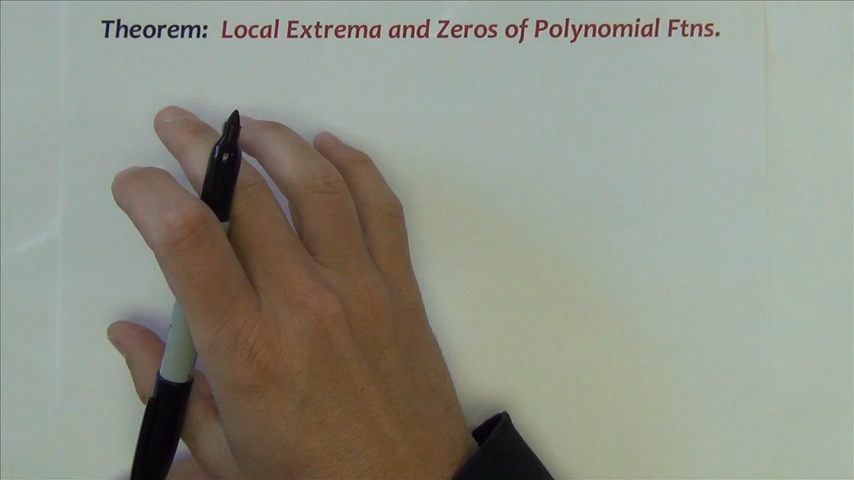 Theorem: Local Extrema and Zeros of Polynomial Ftns.